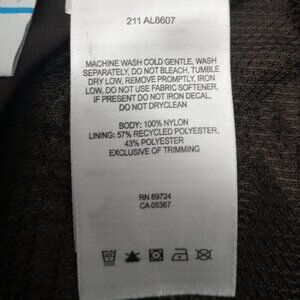 211 AL8607
MACHINE WASH COLD GENTLE, WASH
SEPARATELY, DO NOT BLEACH, TUMBLE
DRY LOW, REMOVE PROMPTLY, IRON
LOW, DO NOT USE FABRIC SOFTENER,
IF PRESENT DO NOT IRON DECAL,
DO NOT DRYCLEAN
BODY: 100% NYLON
LINING: 57% RECYCLED POLYESTER,
43% POLYESTER
EXCLUSIVE OF TRIMMING
RN 69724
CA 05367